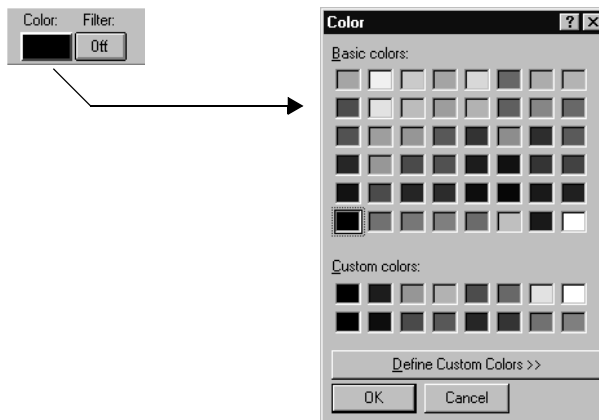 Color: Filter:
Off
Color
Basic colors:
Custom colors:
Define Custom Colors >>
OK Cancel